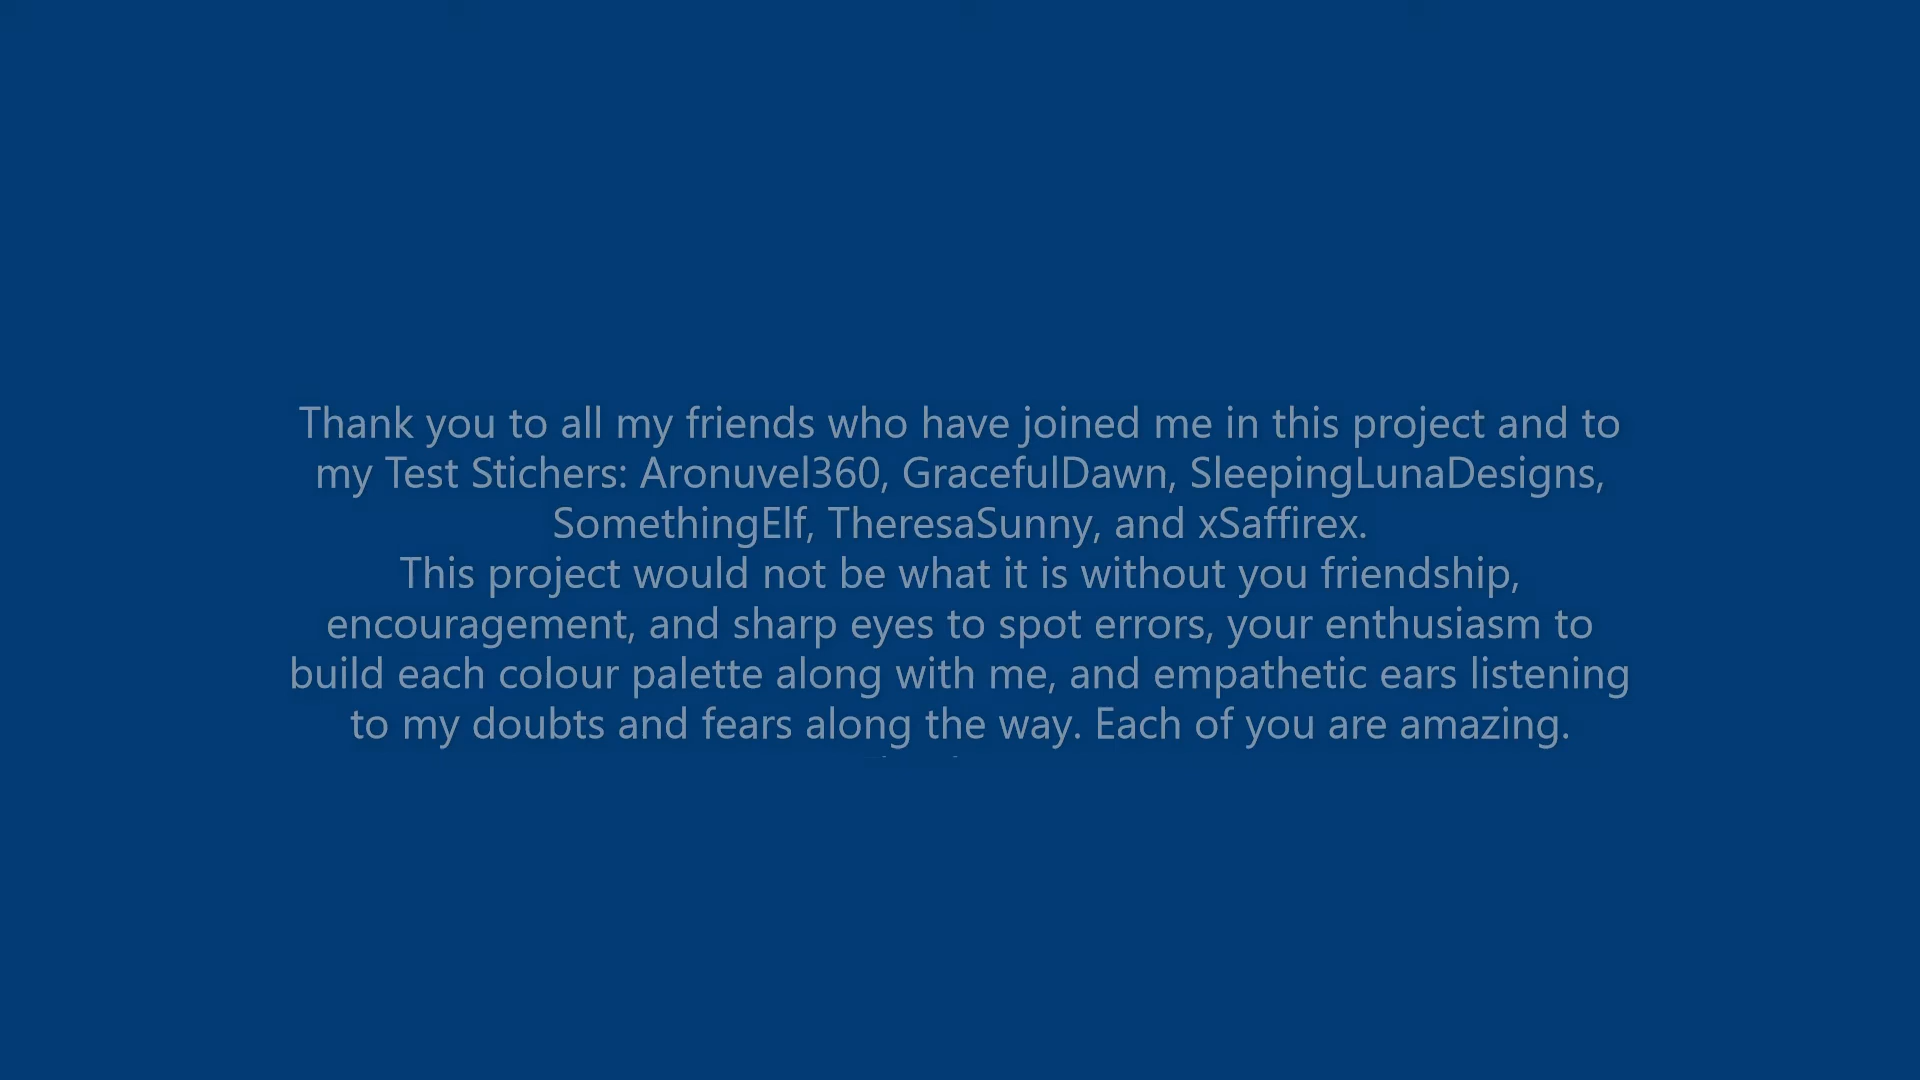 Thank you to all my friends who have joined me in this project and to
my Test Stichers: Aronuvel360, GracefulDawn, SleepingLunaDesigns,
SomethingElf, TheresaSunny, and xSaffirex.
This project would not be what it is without you friendship,
encouragement, and sharp eyes to spot errors, your enthusiasm to
build each colour palette along with me, and empathetic ears listening
to my doubts and fears along the way. Each of you are amazing.